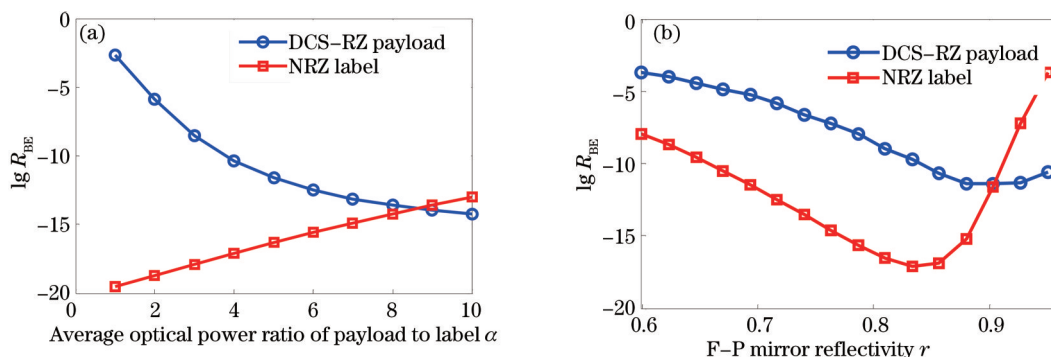 (a)
DCS-RZ payload
NRZ label
0
-5
-10
-15
-20
lg R_BE
0
2
4
6
8
10
Average optical power ratio of payload to label α
(b)
DCS-RZ payload
NRZ label
0
-5
-10
-15
-20
lg R_BE
0.6
0.7
0.8
0.9
F-P mirror reflectivity r